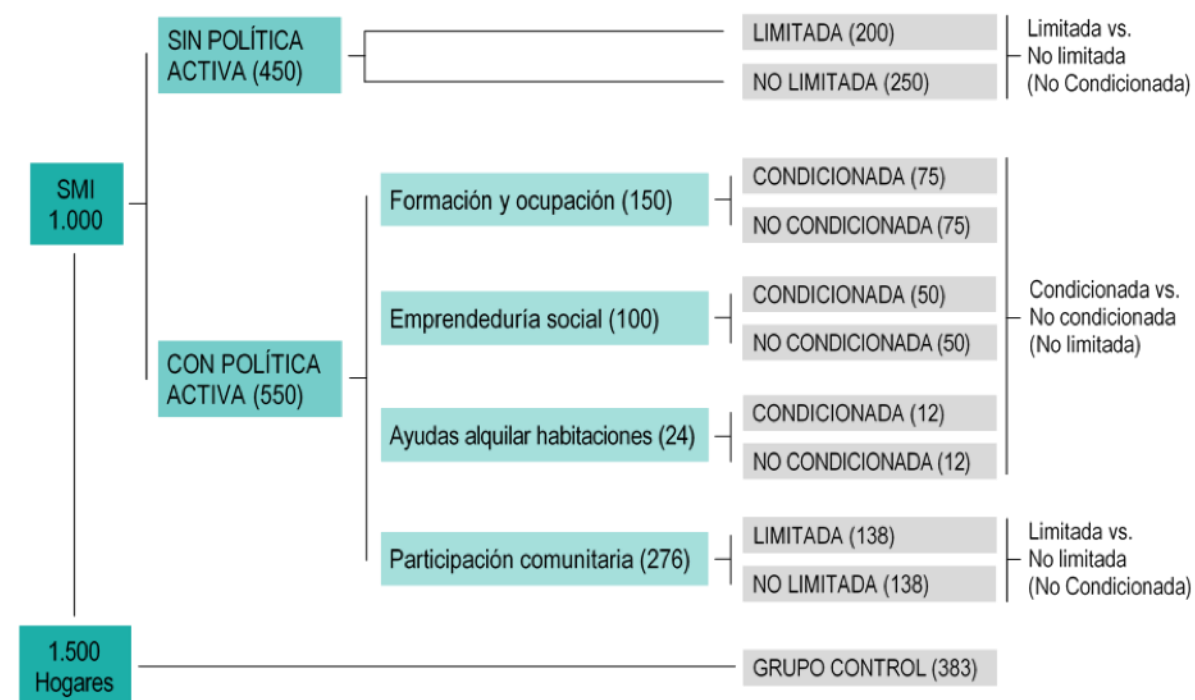 SIN POLÍTICA
ACTIVA (450)
LIMITADA (200)
NO LIMITADA (250)
Limitada vs.
No limitada
(No Condicionada)
SMI
1.000
CON POLÍTICA
ACTIVA (550)
Formación y ocupación (150)
CONDICIONADA (75)
NO CONDICIONADA (75)
Emprendeduría social (100)
CONDICIONADA (50)
NO CONDICIONADA (50)
Ayudas alquilar habitaciones (24)
CONDICIONADA (12)
NO CONDICIONADA (12)
Condicionada vs.
No condicionada
(No limitada)
Participación comunitaria (276)
LIMITADA (138)
NO LIMITADA (138)
Limitada vs.
No limitada
(No Condicionada)
1.500
Hogares
GRUPO CONTROL (383)